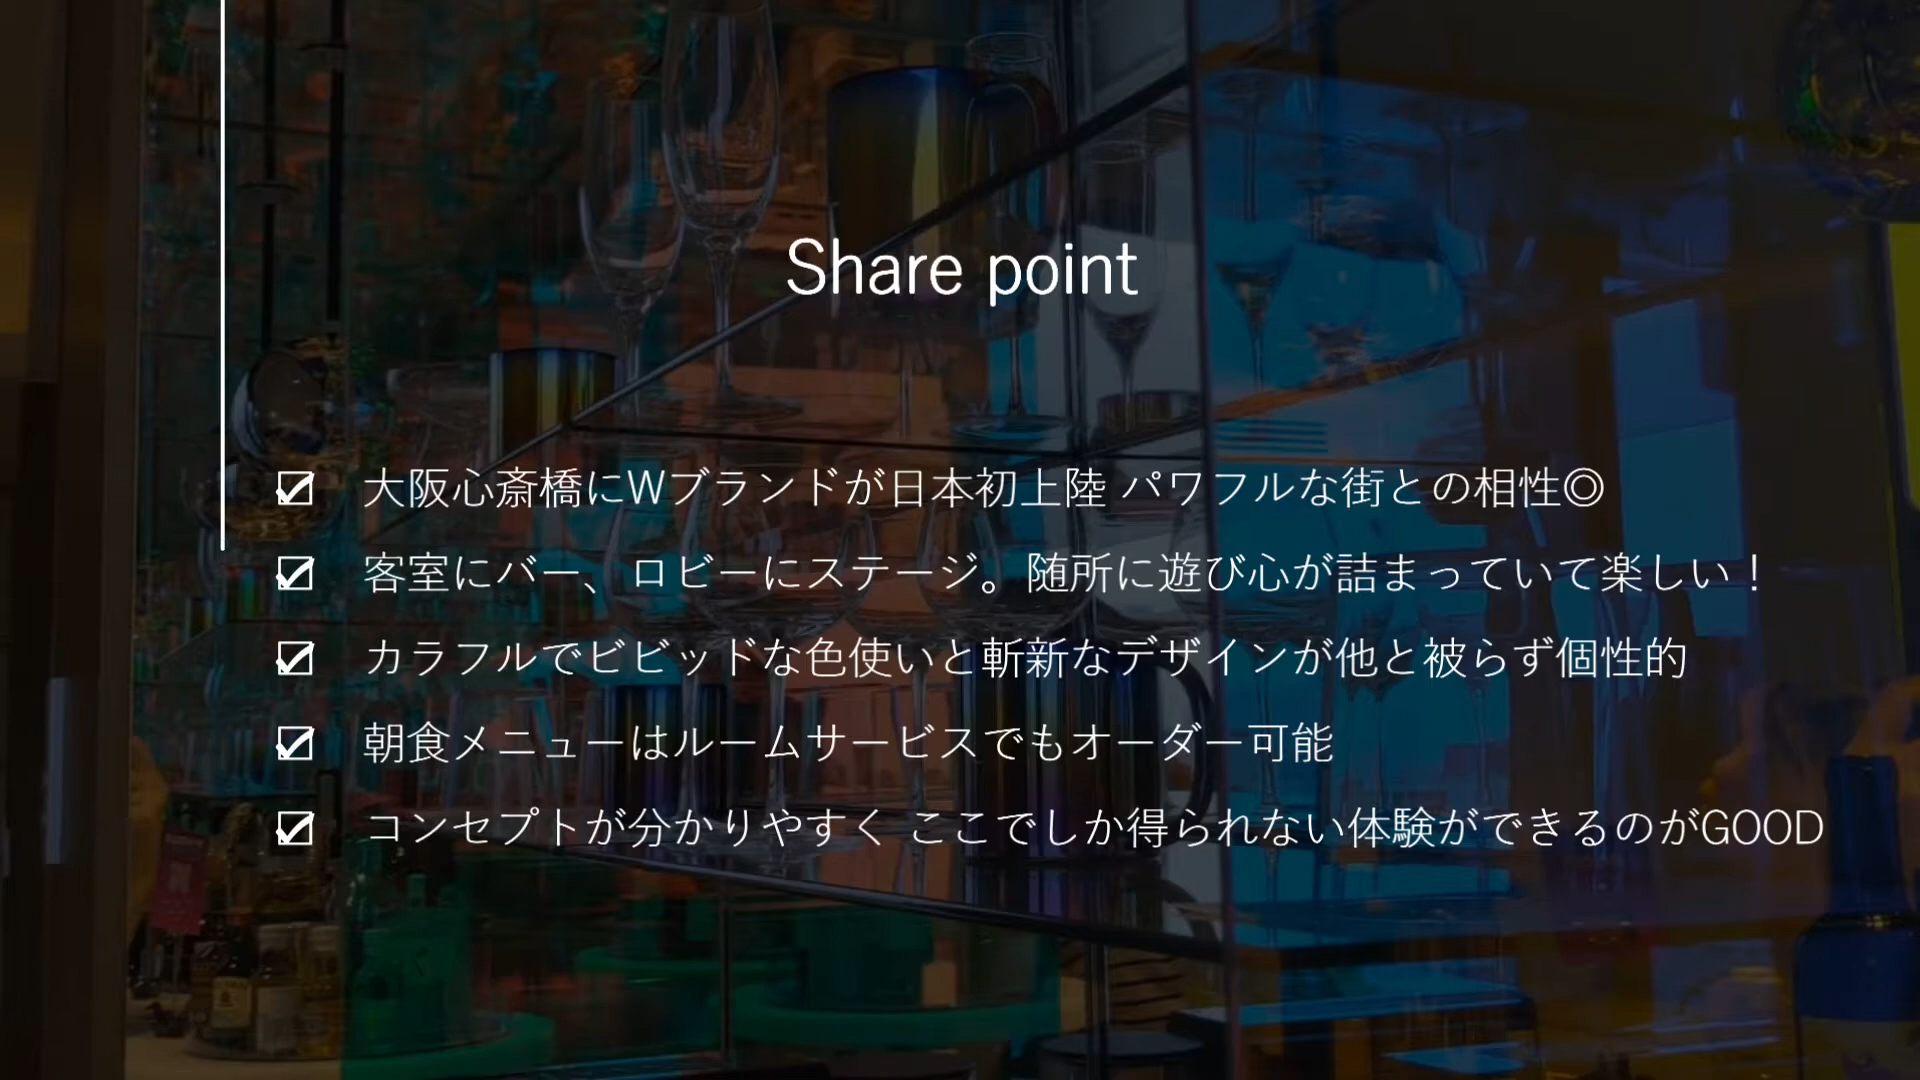 Share point
大阪心斎橋にWブランドが日本初上陸 パワフルな街との相性◎
客室にバー、ロビーにステージ。随所に遊び心が詰まっていて楽しい！
カラフルでビビッドな色使いと斬新なデザインが他と被らず個性的
朝食メニューはルームサービスでもオーダー可能
コンセプトが分かりやすく ここでしか得られない体験ができるのがGOOD